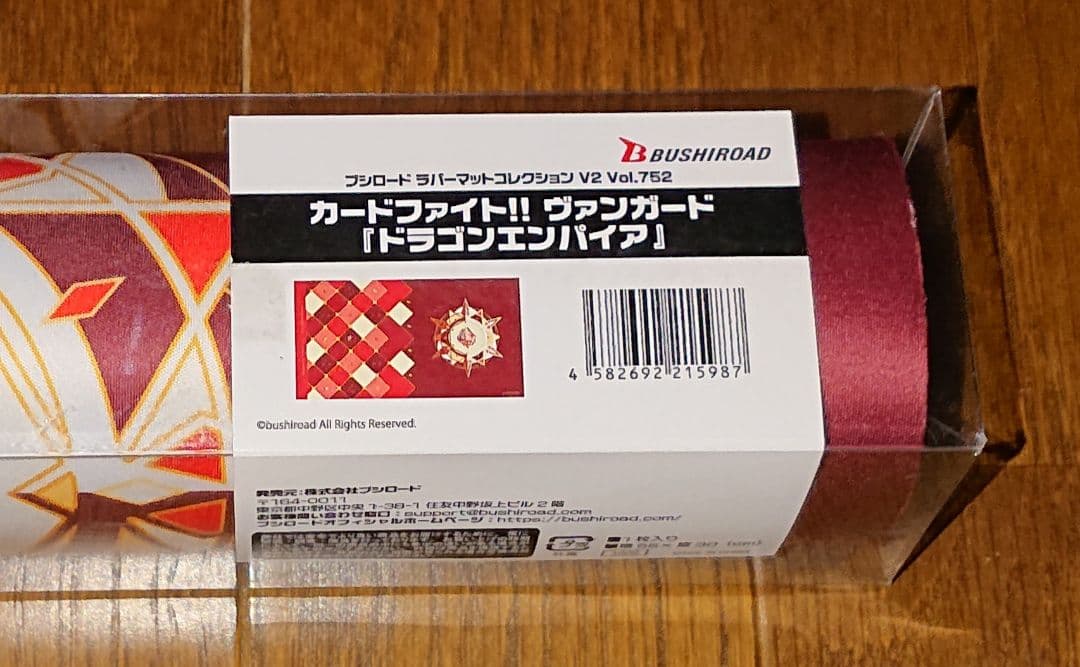 BUSHIROAD
ブシロード ラバーマットコレクション V2 Vol.752
カードファイト!! ヴァンガード
『ドラゴンエンパイア』
4 582692 215987
©bushiroad All Rights Reserved.
発売元:株式会社ブシロード
〒164-0011
東京都中野区中央 1-38-1 住友中野坂上ビル 2 階
お客様問い合わせ窓口:support@bushiroad.com
ブシロードオフィシャルホームページ:https://bushiroad.com/
1枚入り